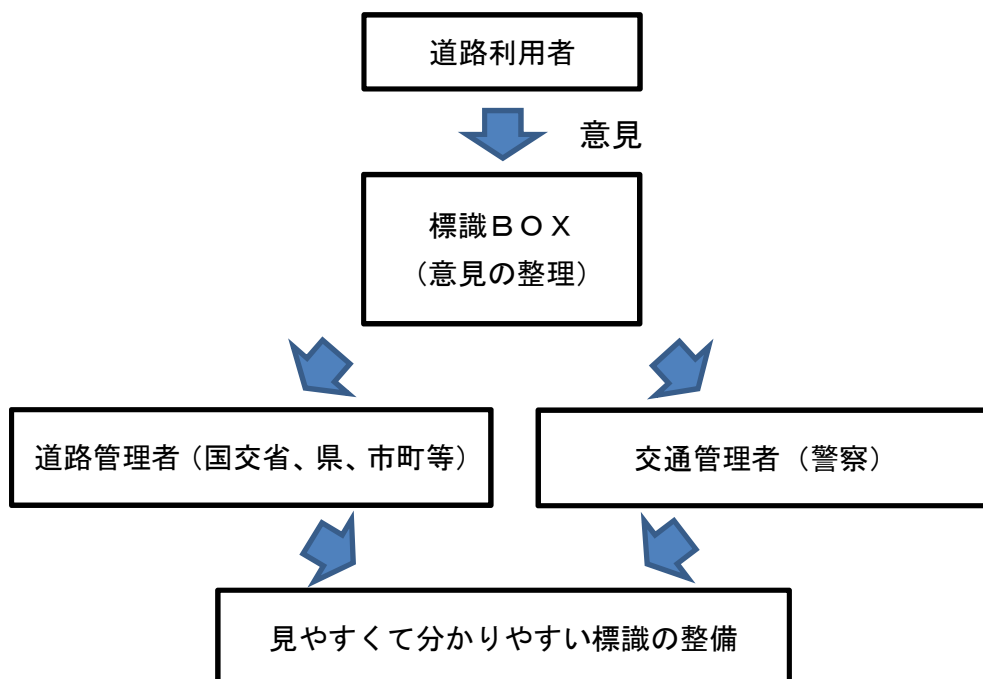 道路利用者
意見
標識ＢＯＸ
（意見の整理）
道路管理者（国交省、県、市町等）
交通管理者（警察）
見やすくて分かりやすい標識の整備